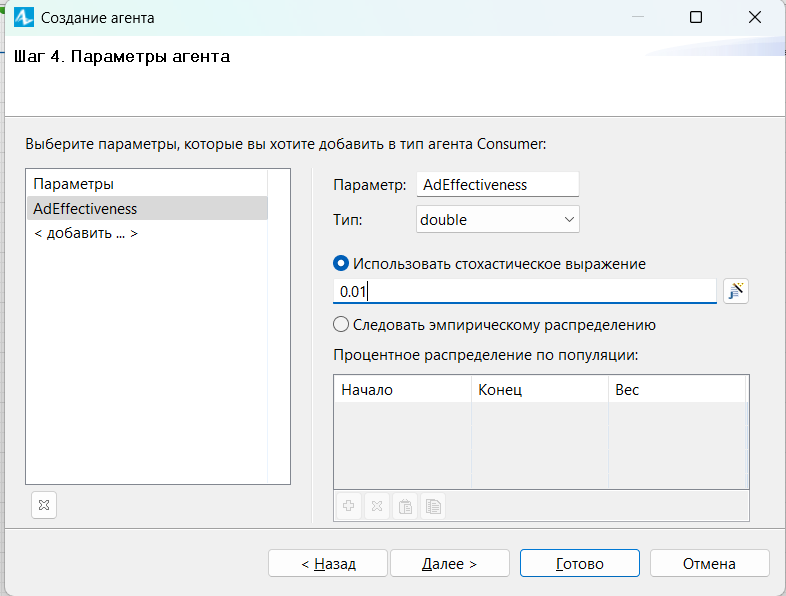 Создание агента
Шаг 4. Параметры агента
Выберите параметры, которые вы хотите добавить в тип агента Consumer:
Параметры
AdEffectiveness
< добавить ... >
Параметр: AdEffectiveness
Тип: double
Использовать стохастическое выражение
0.01
Следовать эмпирическому распределению
Процентное распределение по популяции:
Начало Конец Вес
< Назад Далее > Готово Отмена